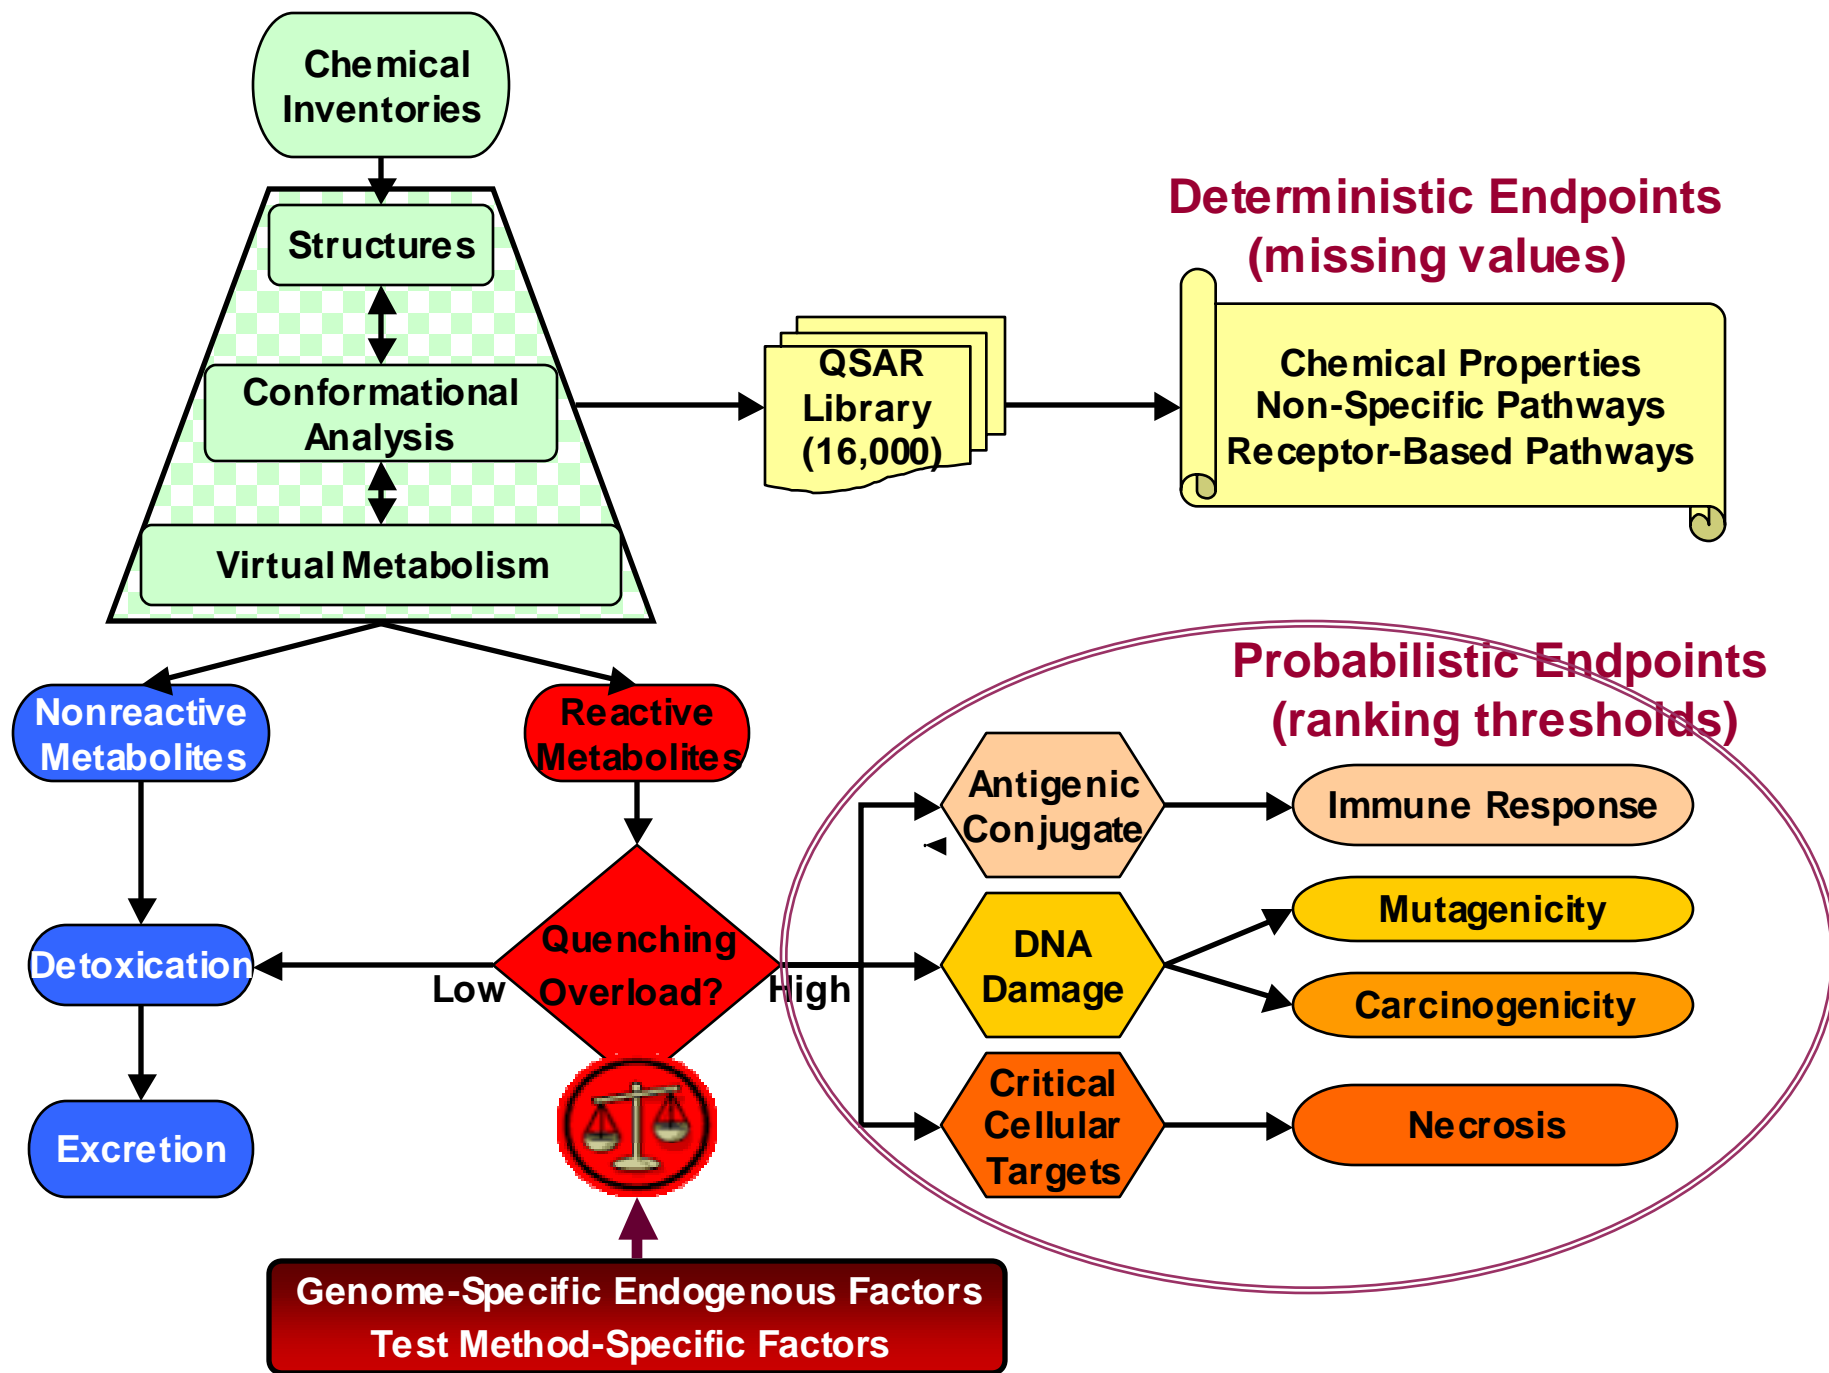 Chemical
Inventories
Structures
Conformational
Analysis
Virtual Metabolism
QSAR
Library
(16,000)
Deterministic Endpoints
(missing values)
Chemical Properties
Non-Specific Pathways
Receptor-Based Pathways
Nonreactive
Metabolites
Reactive
Metabolites
Detoxication
Excretion
Low
Quenching
Overload?
High
Probabilistic Endpoints
(ranking thresholds)
Antigenic
Conjugate
Immune Response
DNA
Damage
Mutagenicity
Carcinogenicity
Critical
Cellular
Targets
Necrosis
Genome-Specific Endogenous Factors
Test Method-Specific Factors